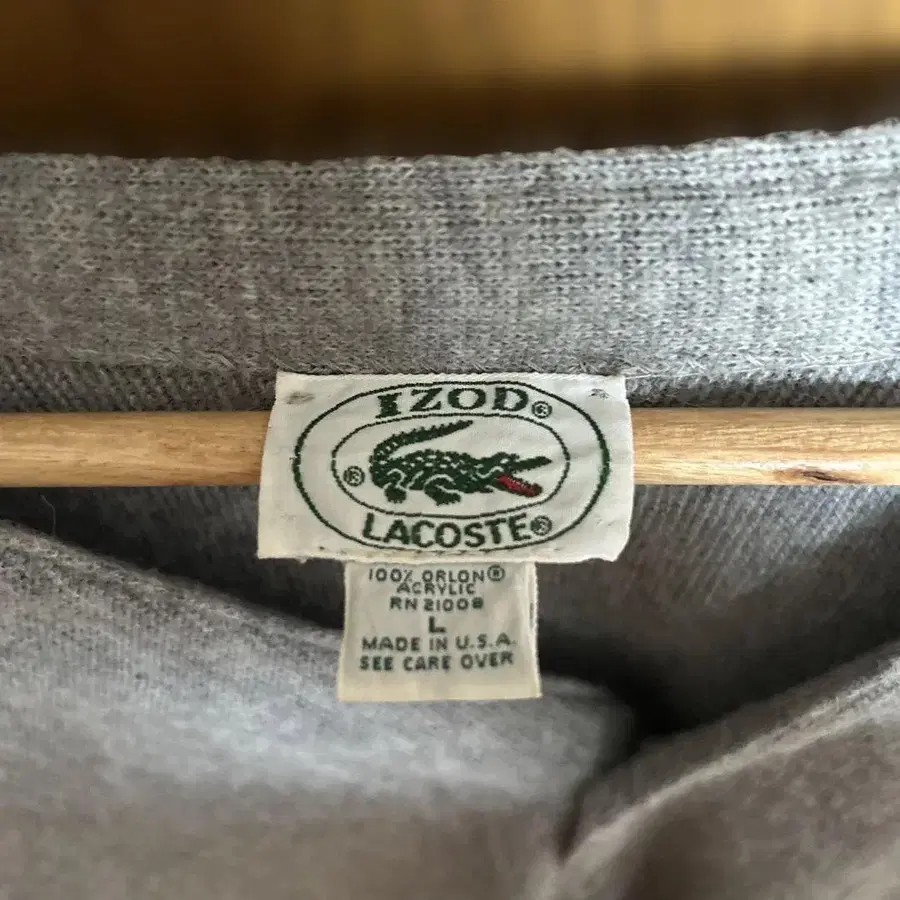 IZOD®
®
LACOSTE®
100% ORLON®
ACRYLIC
RN 21008
L
MADE IN U.S.A.
SEE CARE OVER